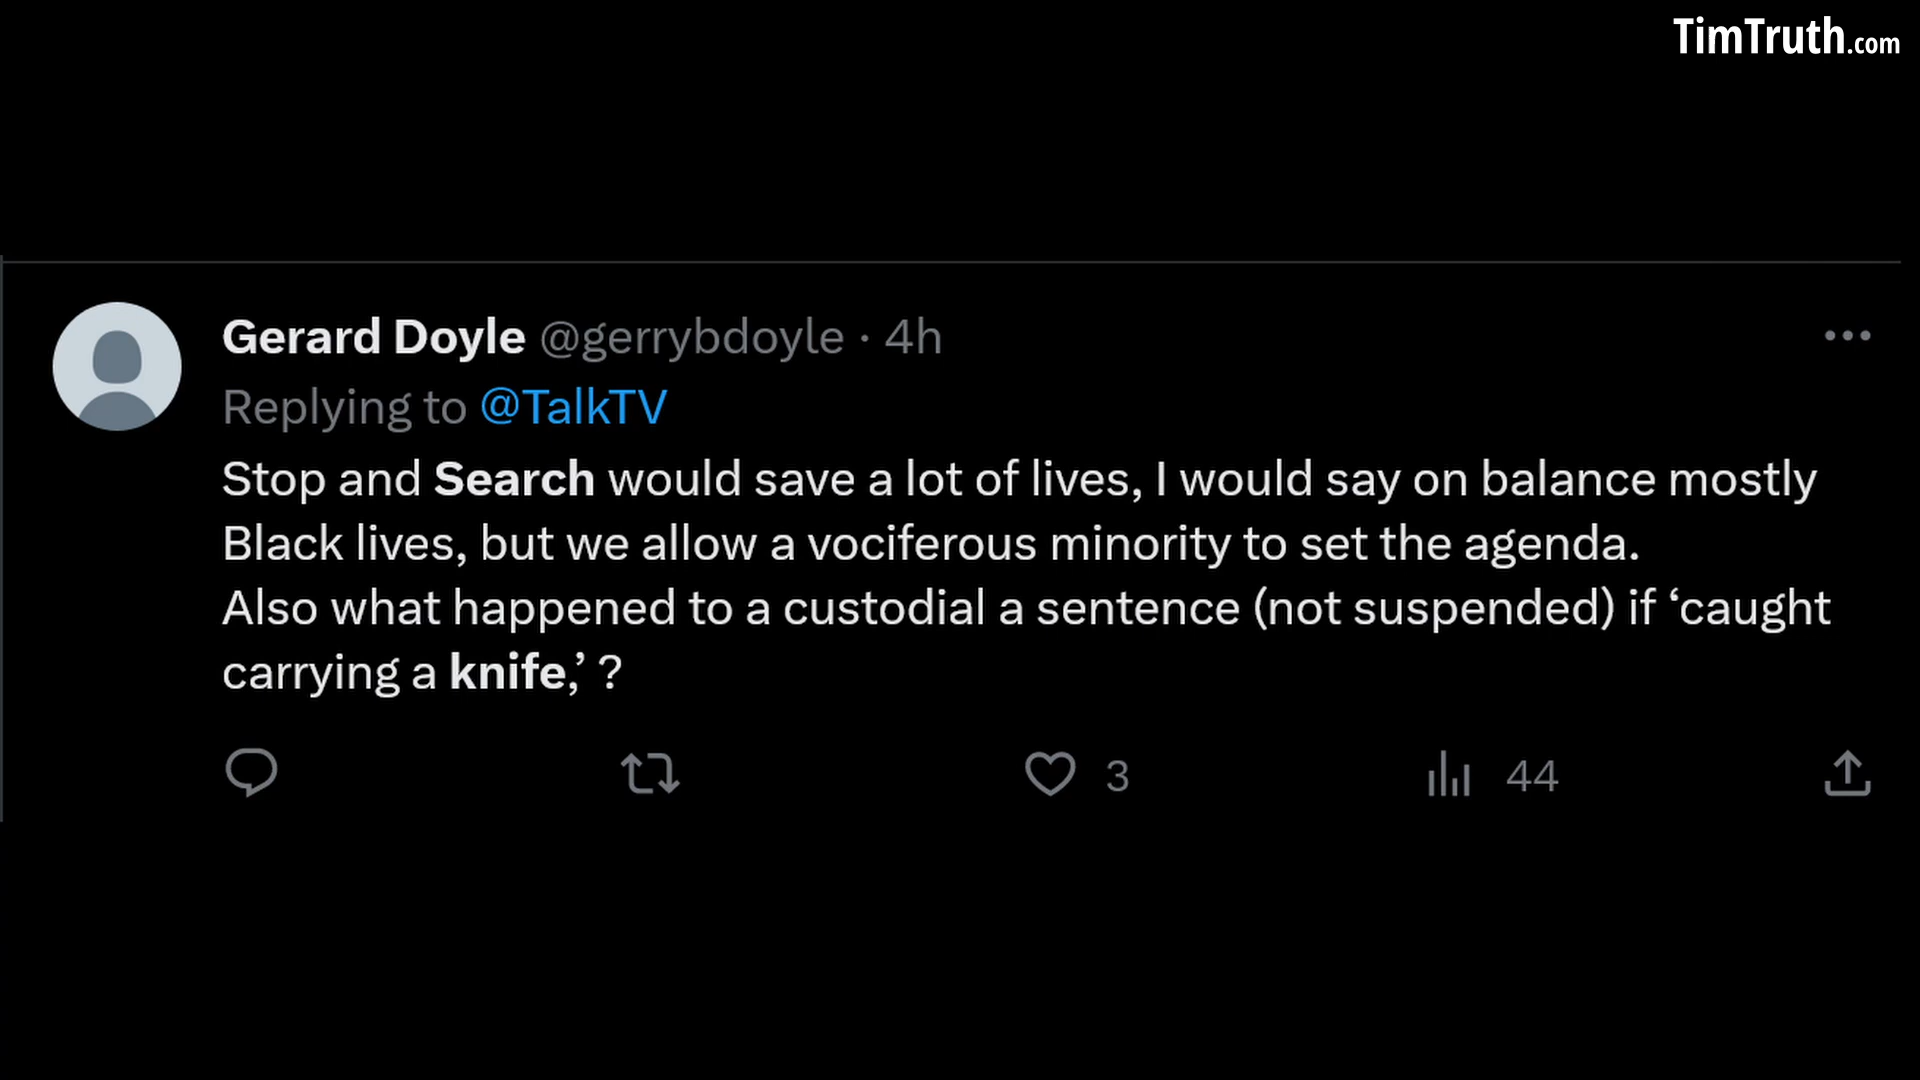 TimTruth.com
Gerard Doyle @gerrybdoyle · 4h
Replying to @TalkTV
Stop and Search would save a lot of lives, I would say on balance mostly
Black lives, but we allow a vociferous minority to set the agenda.
Also what happened to a custodial a sentence (not suspended) if ‘caught
carrying a knife,’ ?
3
44